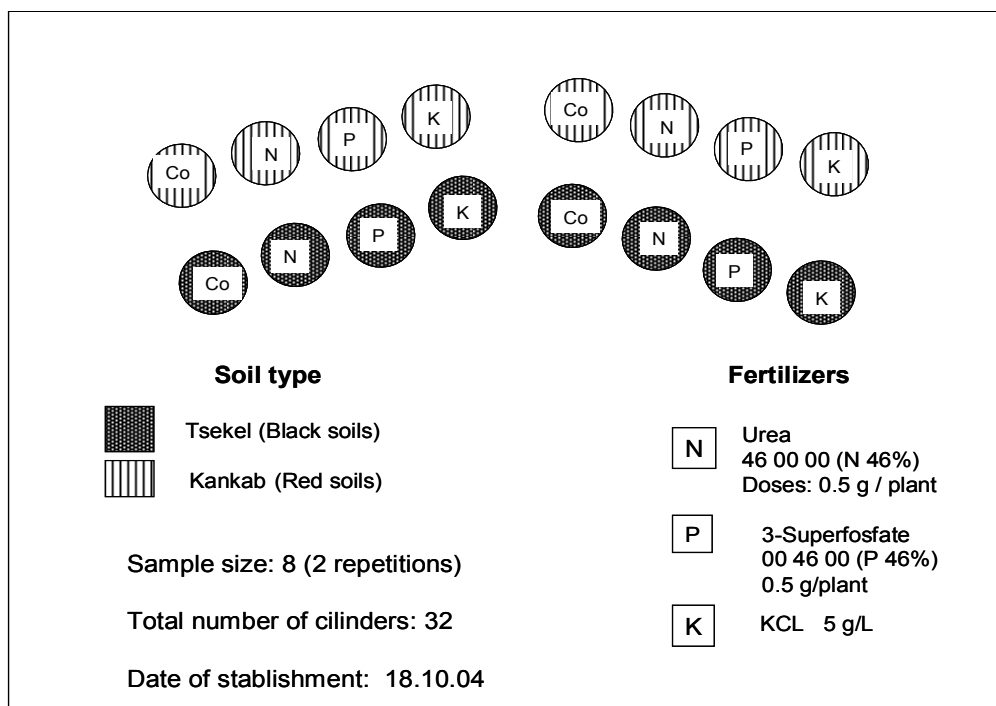 Co N P K Co N P K
Co N P K Co N P K
Soil type
Tsekel (Black soils)
Kankab (Red soils)
Sample size: 8 (2 repetitions)
Total number of cilinders: 32
Date of stablishment: 18.10.04
Fertilizers
N Urea
46 00 00 (N 46%)
Doses: 0.5 g / plant
P 3-Superfosfate
00 46 00 (P 46%)
0.5 g/plant
K KCL 5 g/L